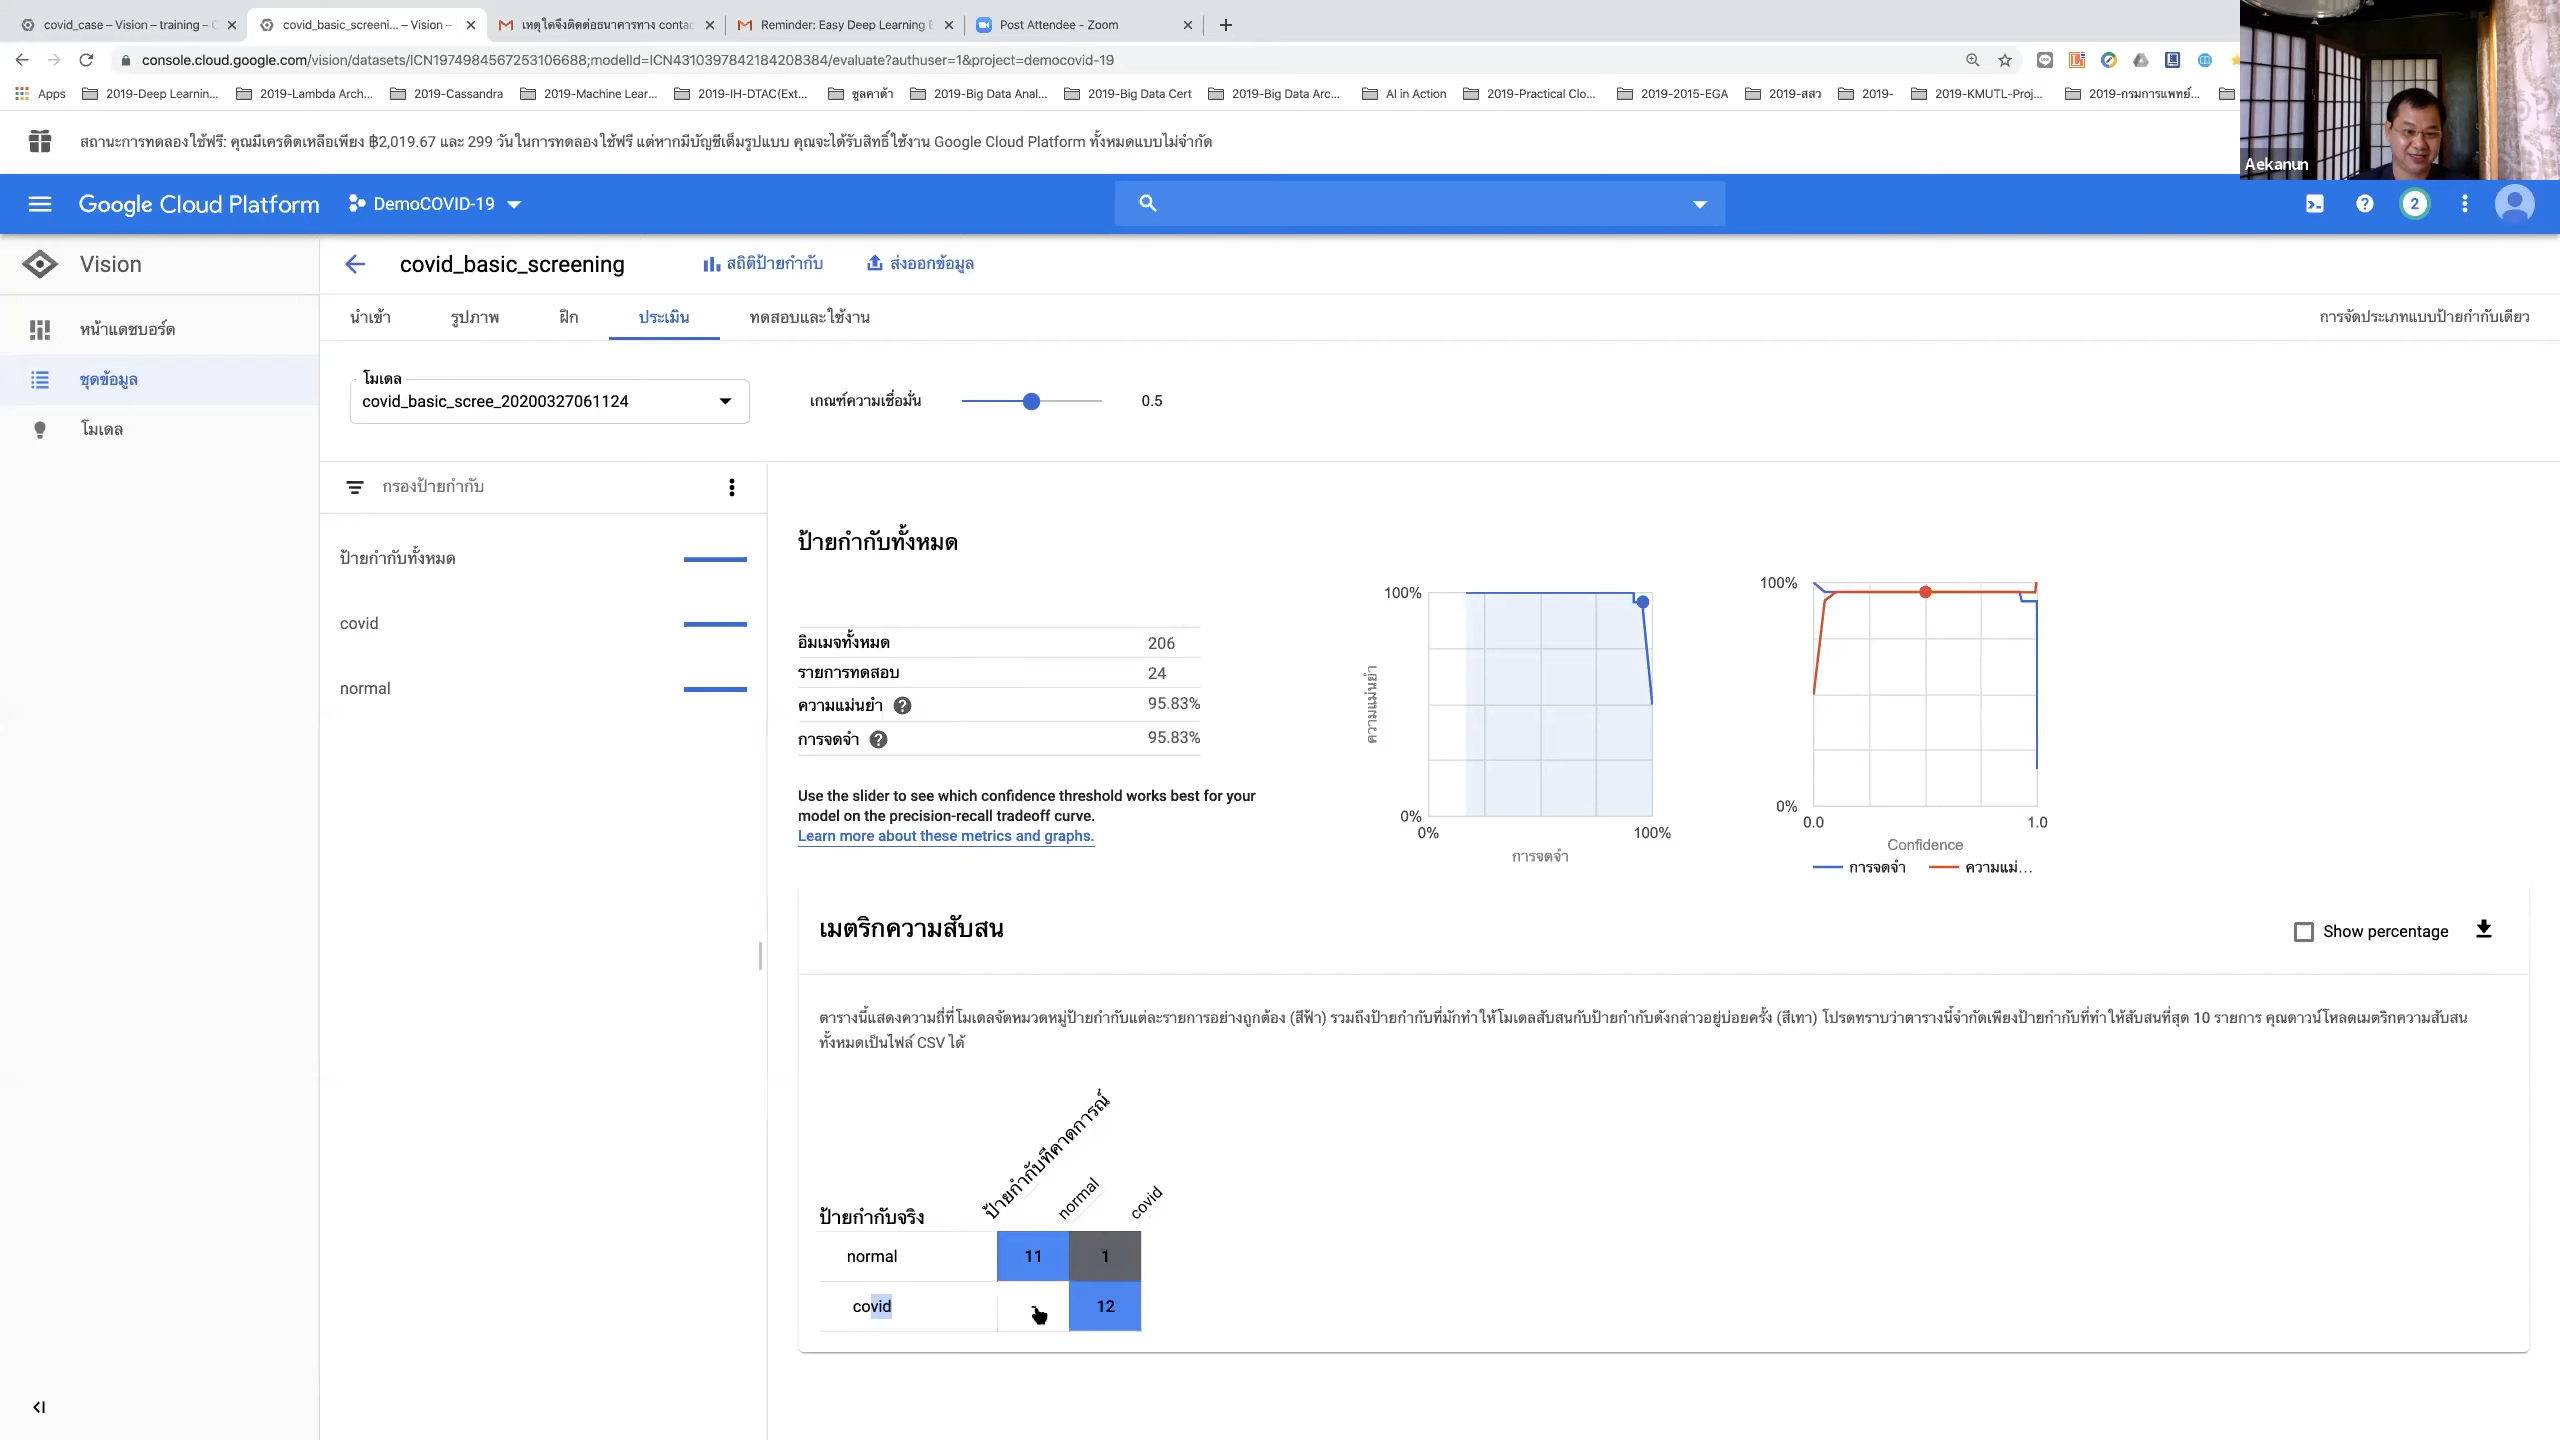 covid_case – Vision – training – G
covid_basic_screeni... – Vision –
เหตุใดจึงติดต่อธนาคารทาง contac
Reminder: Easy Deep Learning E
Post Attendee - Zoom
console.cloud.google.com/vision/datasets/ICN1974984567253106688;modelId=ICN4310397842184208384/evaluate?authuser=1&project=democovid-19
Apps
2019-Deep Learnin...
2019-Lambda Arch...
2019-Cassandra
2019-Machine Lear...
2019-IH-DTAC(Ext...
ซูลคาด้า
2019-Big Data Anal...
2019-Big Data Cert
2019-Big Data Arc...
AI in Action
2019-Practical Clo...
2019-2015-EGA
2019-สสว
2019-
2019-KMUTL-Proj...
2019-กรมการแพทย์...
Aekanun
สถานะการทดลองใช้ฟรี: คุณมีเครดิตเหลือเพียง ฿2,019.67 และ 299 วันในการทดลองใช้ฟรี แต่หากมีบัญชีเต็มรูปแบบ คุณจะได้รับสิทธิ์ใช้งาน Google Cloud Platform ทั้งหมดแบบไม่จำกัด
Google Cloud Platform
DemoCOVID-19
2
Vision
covid_basic_screening
สถิติป้ายกำกับ
ส่งออกข้อมูล
หน้าแดชบอร์ด
ชุดข้อมูล
โมเดล
นำเข้า
รูปภาพ
ฝึก
ประเมิน
ทดสอบและใช้งาน
การจัดประเภทแบบป้ายกำกับเดียว
โมเดล
covid_basic_scree_20200327061124
เกณฑ์ความเชื่อมั่น
0.5
กรองป้ายกำกับ
ป้ายกำกับทั้งหมด
covid
normal
ป้ายกำกับทั้งหมด
อิมเมจทั้งหมด 206
รายการทดสอบ 24
ความแม่นยำ 95.83%
การจดจำ 95.83%
Use the slider to see which confidence threshold works best for your
model on the precision-recall tradeoff curve.
Learn more about these metrics and graphs.
100%
ความแม่นยำ
0%
0% 100%
การจดจำ
100%
0%
0.0 1.0
Confidence
การจดจำ ความแม่...
เมตริกความสับสน
Show percentage
ตารางนี้แสดงความถี่ที่โมเดลจัดหมวดหมู่ป้ายกำกับแต่ละรายการอย่างถูกต้อง (สีฟ้า) รวมถึงป้ายกำกับที่มักทำให้โมเดลสับสนกับป้ายกำกับดังกล่าวอยู่บ่อยครั้ง (สีเทา) โปรดทราบว่าตารางนี้จำกัดเพียงป้ายกำกับที่ทำให้สับสนที่สุด 10 รายการ คุณดาวน์โหลดเมตริกความสับสน
ทั้งหมดเป็นไฟล์ CSV ได้
ป้ายกำกับที่คาดการณ์
normal
covid
ป้ายกำกับจริง
normal 11 1
covid - 12